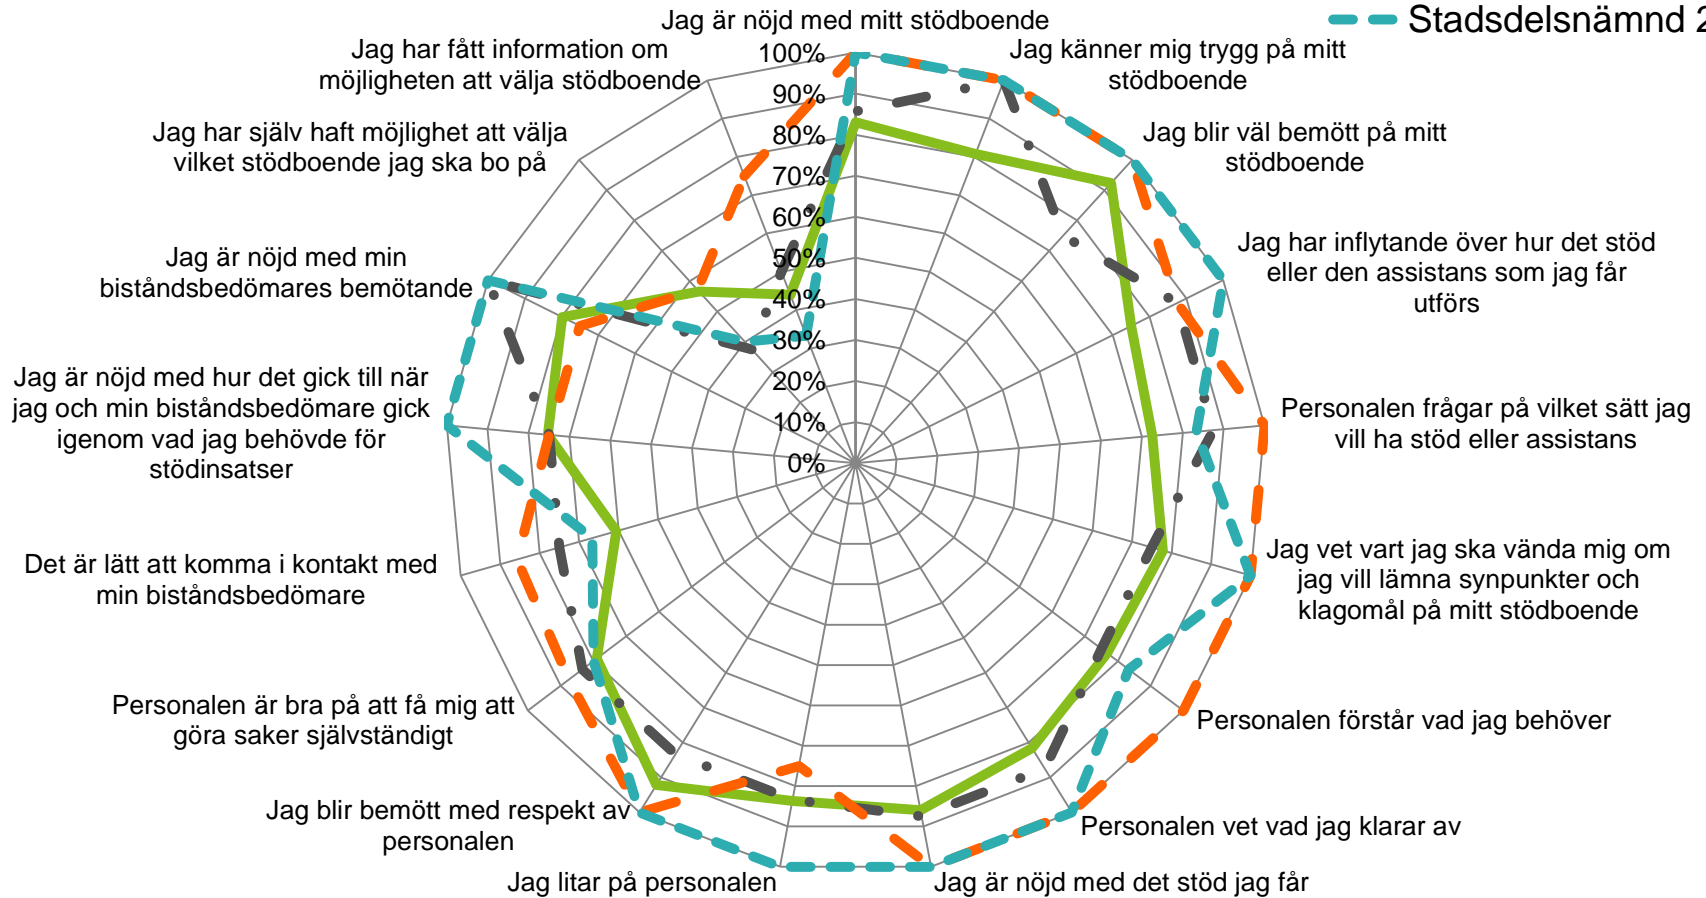 Jag är nöjd med mitt stödboende
Stadsdelsnämnd 2
Jag känner mig trygg på mitt
stödboende
Jag blir väl bemött på mitt
stödboende
Jag har inflytande över hur det stöd
eller den assistans som jag får
utförs
Personalen frågar på vilket sätt jag
vill ha stöd eller assistans
Jag vet vart jag ska vända mig om
jag vill lämna synpunkter och
klagomål på mitt stödboende
Personalen förstår vad jag behöver
Personalen vet vad jag klarar av
Jag är nöjd med det stöd jag får
Jag litar på personalen
Jag blir bemött med respekt av
personalen
Personalen är bra på att få mig att
göra saker självständigt
Det är lätt att komma i kontakt med
min biståndsbedömare
Jag är nöjd med hur det gick till när
jag och min biståndsbedömare gick
igenom vad jag behövde för
stödinsatser
Jag är nöjd med min
biståndsbedömares bemötande
Jag har själv haft möjlighet att välja
vilket stödboende jag ska bo på
Jag har fått information om
möjligheten att välja stödboende
100%
90%
80%
70%
60%
50%
40%
30%
20%
10%
0%